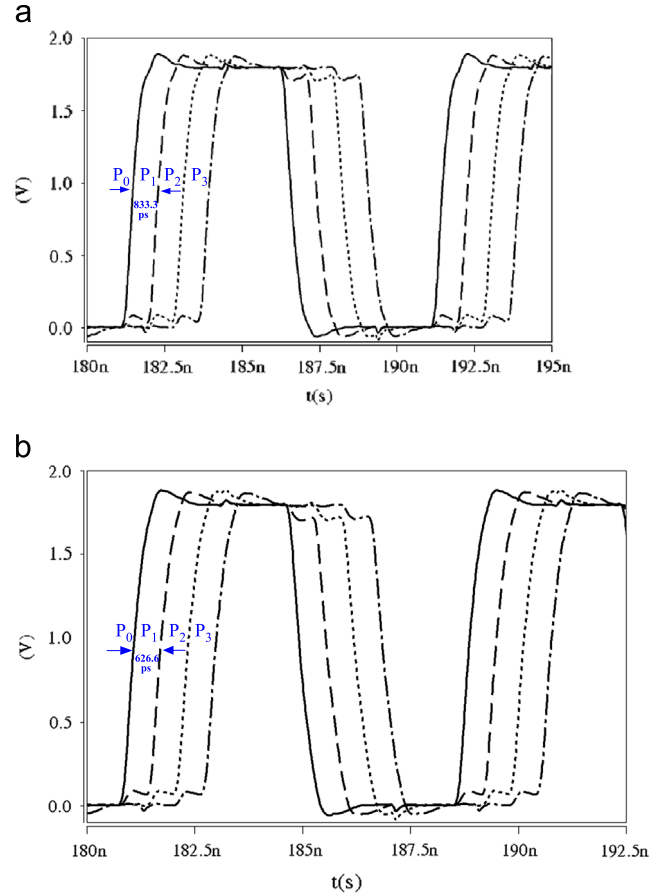 a
2.0
1.5
1.0
0.5
0.0
(V)
P0 P1 P2 P3
833.3
ps
180n 182.5n 185n 187.5n 190n 192.5n 195n
t(s)
b
2.0
1.5
1.0
0.5
0.0
(V)
P0 P1 P2 P3
626.6
ps
180n 182.5n 185n 187.5n 190n 192.5n
t(s)